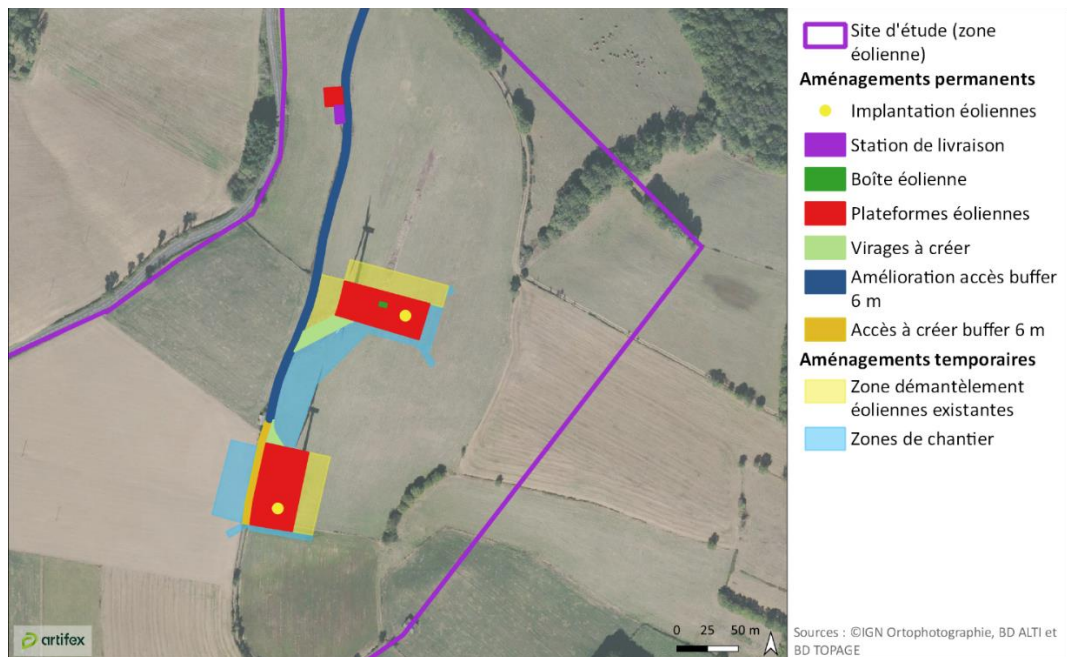 Site d'étude (zone
éolienne)
Aménagements permanents
Implantation éoliennes
Station de livraison
Boîte éolienne
Plateformes éoliennes
Virages à créer
Amélioration accès buffer
6 m
Accès à créer buffer 6 m
Aménagements temporaires
Zone démantèlement
éoliennes existantes
Zones de chantier
artifex
0 25 50 m
Sources : ©IGN Ortophotographie, BD ALTI et
BD TOPAGE